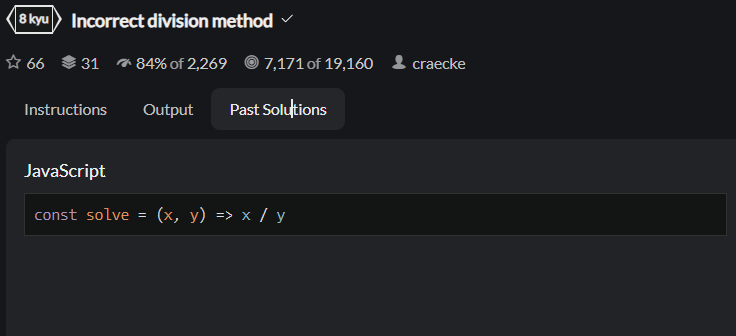 8 kyu Incorrect division method
66 31 84% of 2,269 7,171 of 19,160 craecke
Instructions Output Past Solutions
JavaScript
const solve = (x, y) => x / y